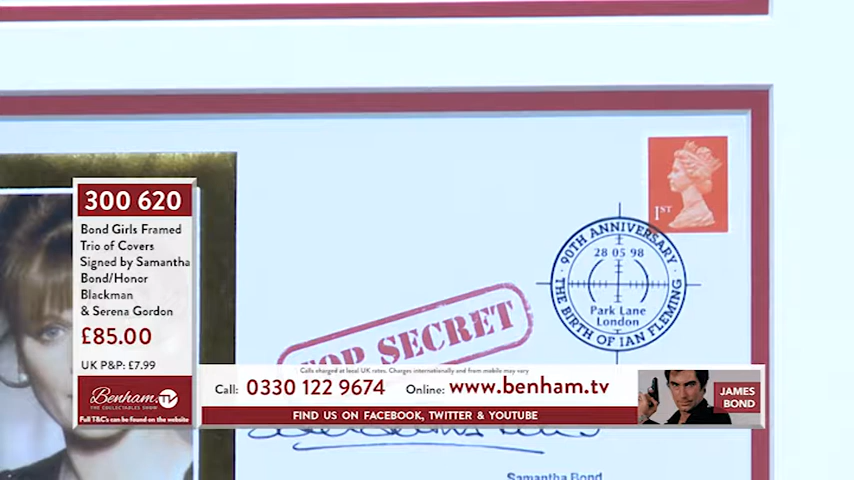 300 620
Bond Girls Framed
Trio of Covers
Signed by Samantha
Bond/Honor
Blackman
& Serena Gordon
£85.00
UK P&P: £7.99
Benham.TV
THE COLLECTABLES SHOW
Full T&C's can be found on the website
1ST
90TH ANNIVERSARY
28 05 98
Park Lane
London
THE BIRTH OF IAN FLEMING
TOP SECRET
Calls charged at local UK rates. Charges internationally and from mobile may vary
Call: 0330 122 9674 Online: www.benham.tv
FIND US ON FACEBOOK, TWITTER & YOUTUBE
JAMES
BOND
Samantha Bond